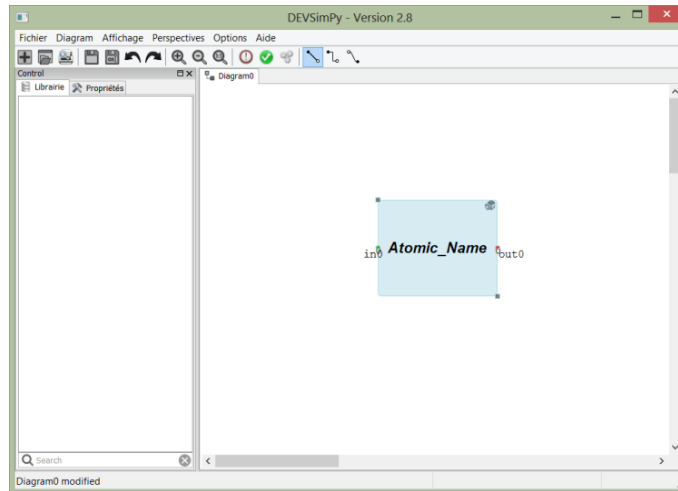 DEVSimPy - Version 2.8
Fichier Diagram Affichage Perspectives Options Aide
Control
Diagram0
Librairie Propriétés
in0 Atomic_Name out0
Search
Diagram0 modified